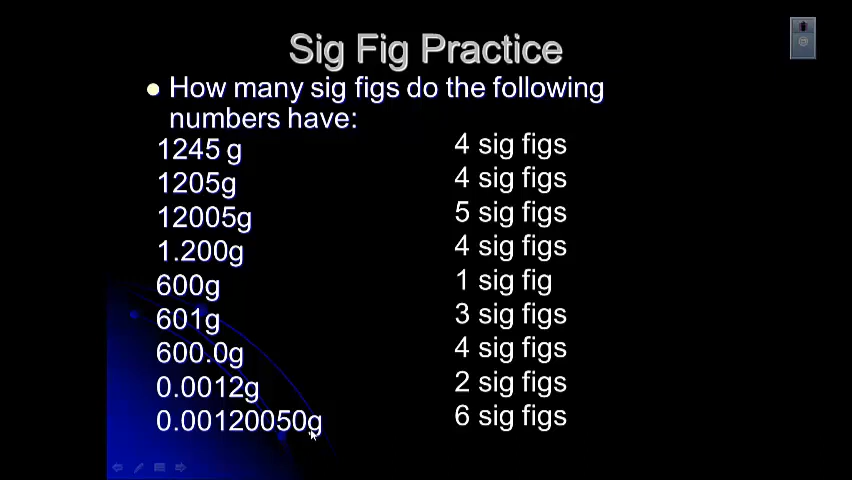 Sig Fig Practice
How many sig figs do the following
numbers have:
1245 g 4 sig figs
1205g 4 sig figs
12005g 5 sig figs
1.200g 4 sig figs
600g 1 sig fig
601g 3 sig figs
600.0g 4 sig figs
0.0012g 2 sig figs
0.00120050g 6 sig figs